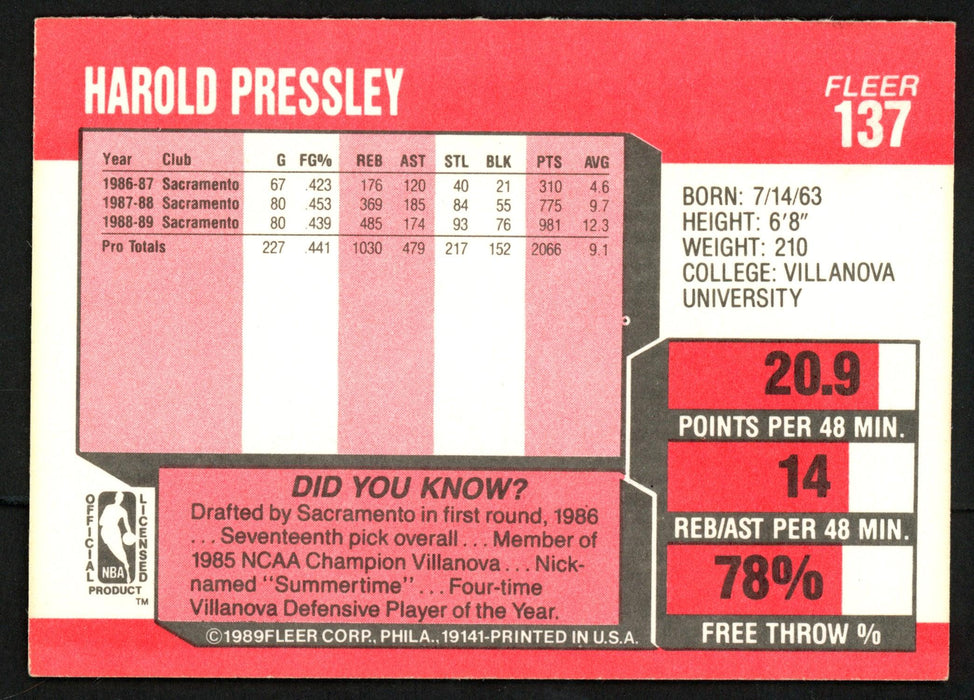 HAROLD PRESSLEY
FLEER
137
Year Club G FG% REB AST STL BLK PTS AVG
1986-87 Sacramento 67 .423 176 120 40 21 310 4.6
1987-88 Sacramento 80 .453 369 185 84 55 775 9.7
1988-89 Sacramento 80 .439 485 174 93 76 981 12.3
Pro Totals 227 .441 1030 479 217 152 2066 9.1
BORN: 7/14/63
HEIGHT: 6'8"
WEIGHT: 210
COLLEGE: VILLANOVA
UNIVERSITY
20.9
POINTS PER 48 MIN.
14
REB/AST PER 48 MIN.
78%
FREE THROW %
DID YOU KNOW?
Drafted by Sacramento in first round, 1986
... Seventeenth pick overall ... Member of
1985 NCAA Champion Villanova ... Nick-
named "Summertime" ... Four-time
Villanova Defensive Player of the Year.
OFFICIAL
LICENSED
NBA
PRODUCT
TM
©1989 FLEER CORP., PHILA., 19141-PRINTED IN U.S.A.